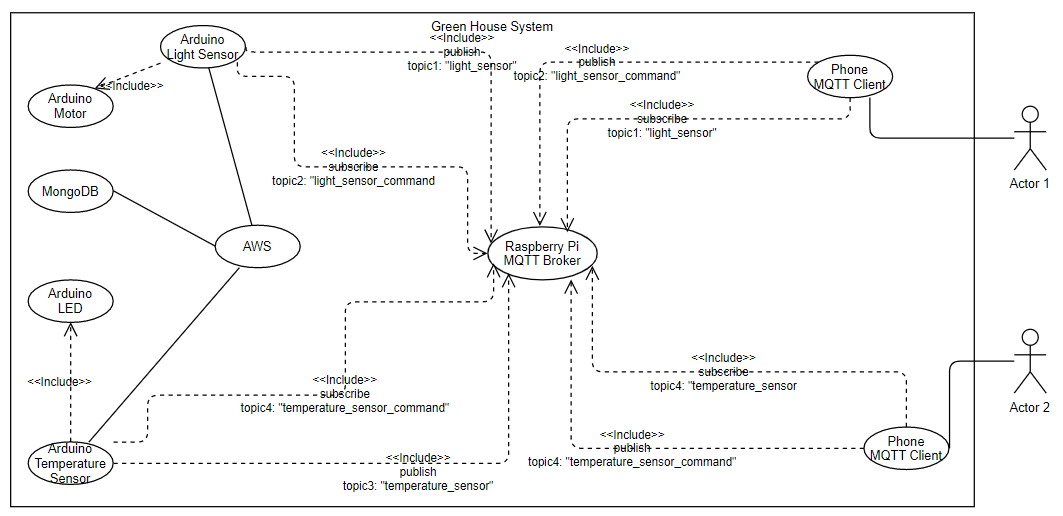 Green House System
Arduino
Light Sensor
<<Include>>
publish
topic1: "light_sensor"
<<Include>>
publish
topic2: "light_sensor_command"
Phone
MQTT Client
<<Include>>
Arduino
Motor
<<Include>>
subscribe
topic1: "light_sensor"
<<Include>>
subscribe
topic2: "light_sensor_command
Actor 1
MongoDB
AWS
Raspberry Pi
MQTT Broker
Arduino
LED
<<Include>>
<<Include>>
subscribe
topic4: "temperature_sensor_command"
<<Include>>
subscribe
topic4: "temperature_sensor
Actor 2
Arduino
Temperature
Sensor
<<Include>>
publish
topic3: "temperature_sensor"
<<Include>>
publish
topic4: "temperature_sensor_command"
Phone
MQTT Client